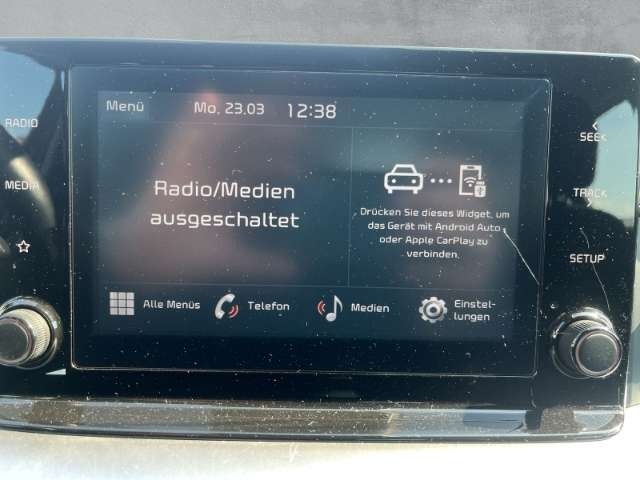 Menü Mo, 23.03 12:38
RADIO
MEDIA
Radio/Medien
ausgeschaltet
Drücken Sie dieses Widget, um
das Gerät mit Android Auto
oder Apple CarPlay zu
verbinden.
Alle Menüs
Telefon
Medien
Einstel-
lungen
SEEK
TRACK
SETUP